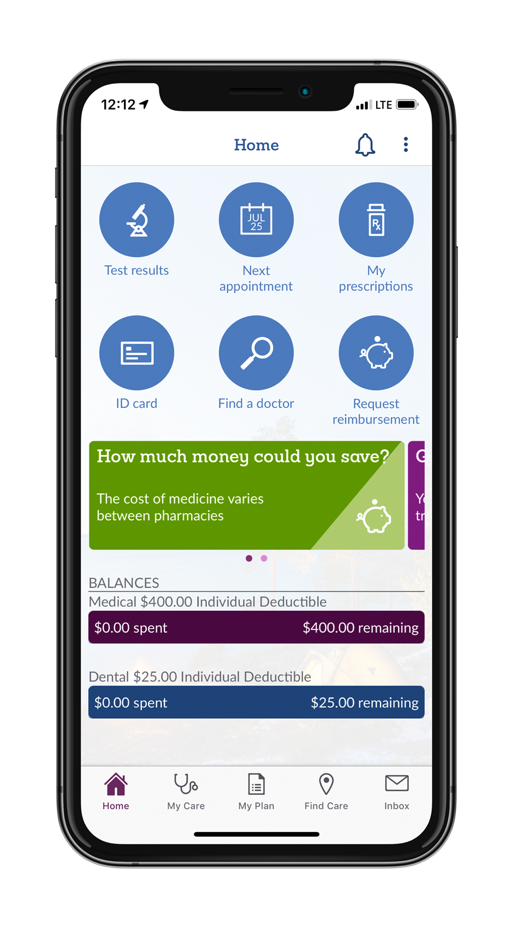 12:12
LTE
Home
JUL
25
Rx
Test results
Next
appointment
My
prescriptions
ID card
Find a doctor
Request
reimbursement
How much money could you save?
The cost of medicine varies
between pharmacies
BALANCES
Medical $400.00 Individual Deductible
$0.00 spent
$400.00 remaining
Dental $25.00 Individual Deductible
$0.00 spent
$25.00 remaining
Home
My Care
My Plan
Find Care
Inbox